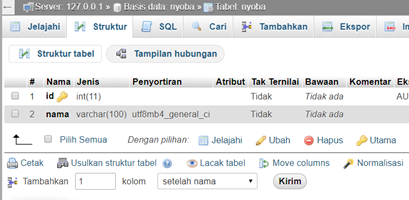 Server: 127.0.0.1 » Basis data: nyoba » Tabel: nyoba
Jelajahi Struktur SQL Cari Tambahkan Ekspor
Struktur tabel Tampilan hubungan
# Nama Jenis Penyortiran Atribut Tak Ternilai Bawaan Komentar
1 id int(11) Tidak Tidak ada AU
2 nama varchar(100) utf8mb4_general_ci Tidak Tidak ada
Pilih Semua Dengan pilihan: Jelajahi Ubah Hapus Utama
Cetak Usulkan struktur tabel Lacak tabel Move columns Normalisasi
Tambahkan 1 kolom setelah nama Kirim